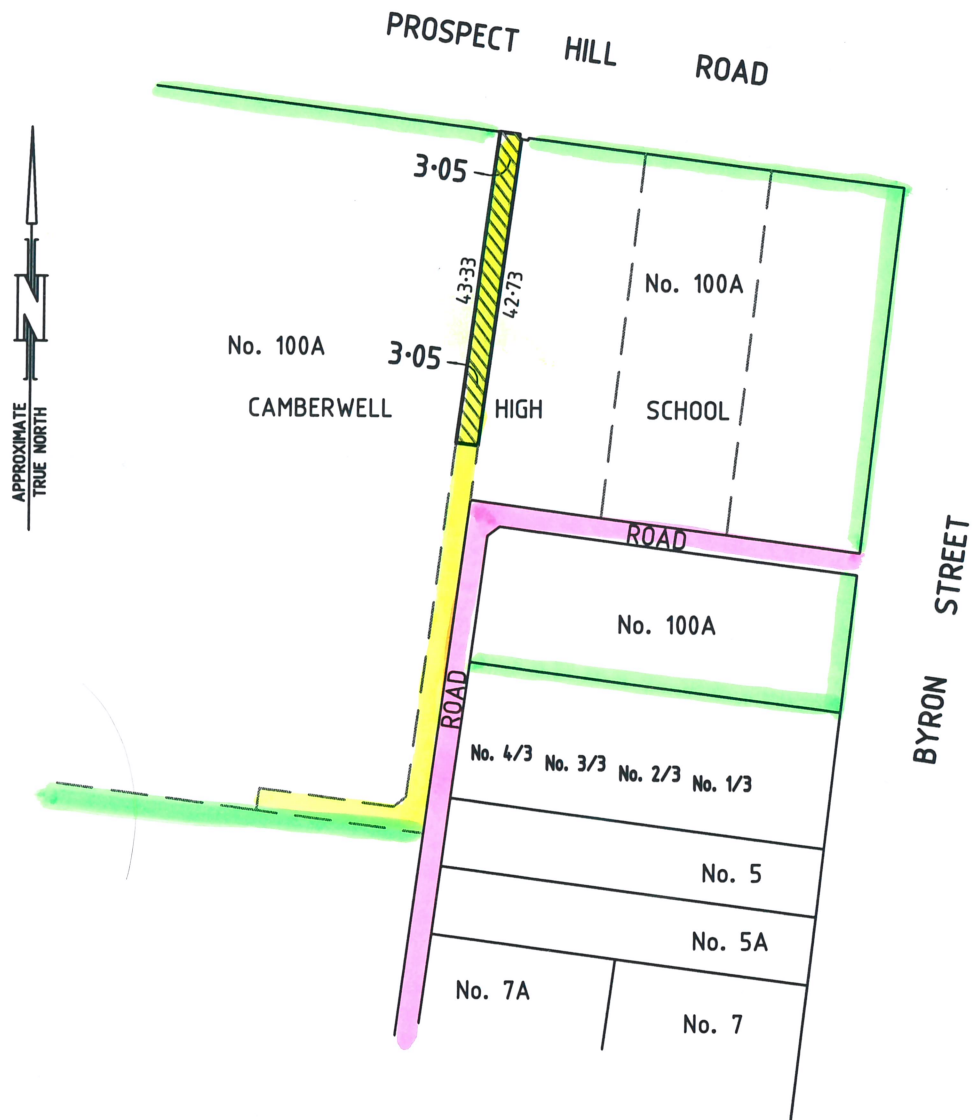 PROSPECT HILL ROAD
3·05
43·33
42·73
No. 100A
No. 100A
3·05
CAMBERWELL HIGH SCHOOL
N
APPROXIMATE
TRUE NORTH
ROAD
BYRON STREET
No. 100A
ROAD
No. 4/3 No. 3/3 No. 2/3 No. 1/3
No. 5
No. 5A
No. 7A
No. 7